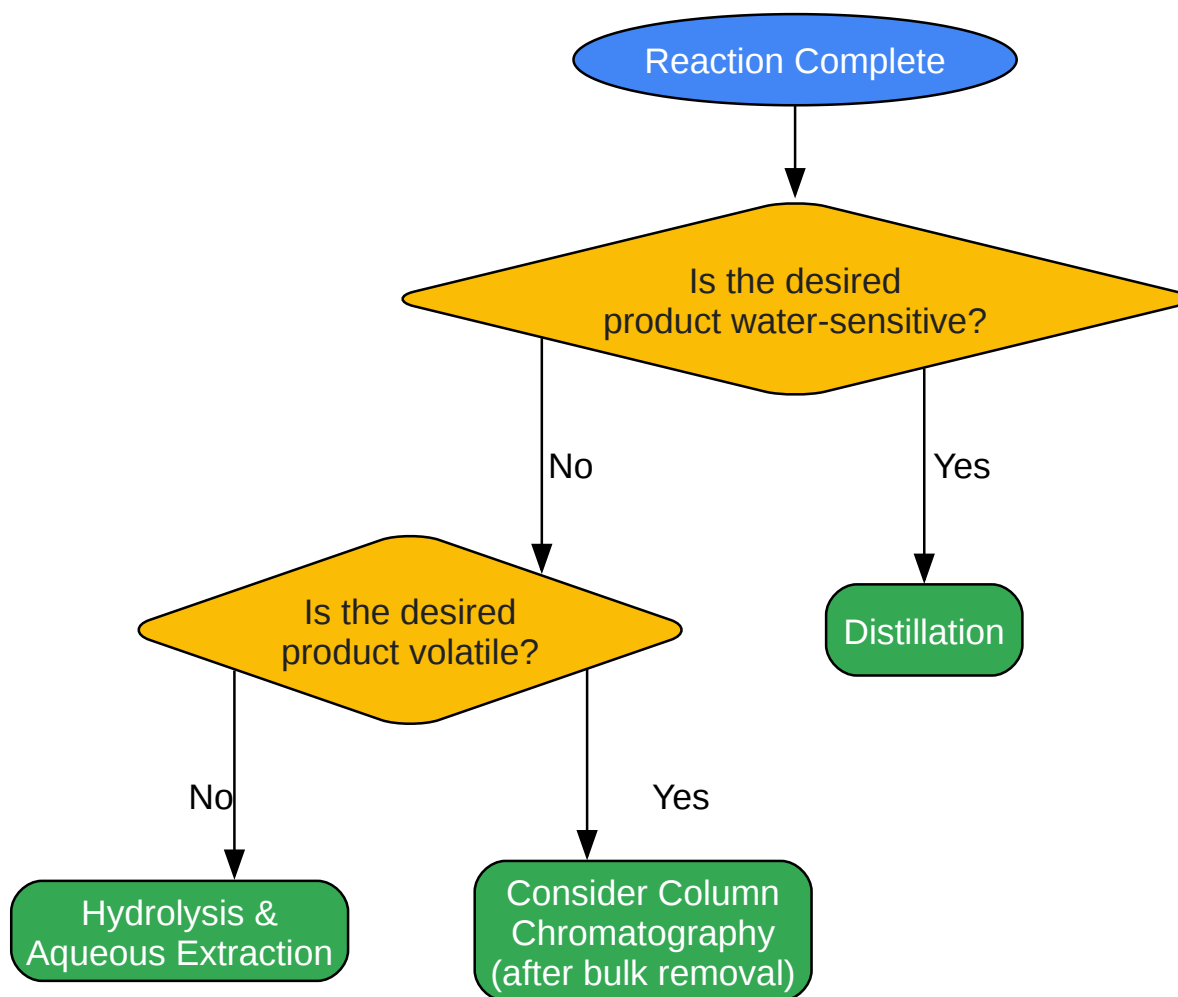 Reaction Complete
Is the desired
product water-sensitive?
No
Yes
Is the desired
product volatile?
Distillation
No
Yes
Hydrolysis &
Aqueous Extraction
Consider Column
Chromatography
(after bulk removal)